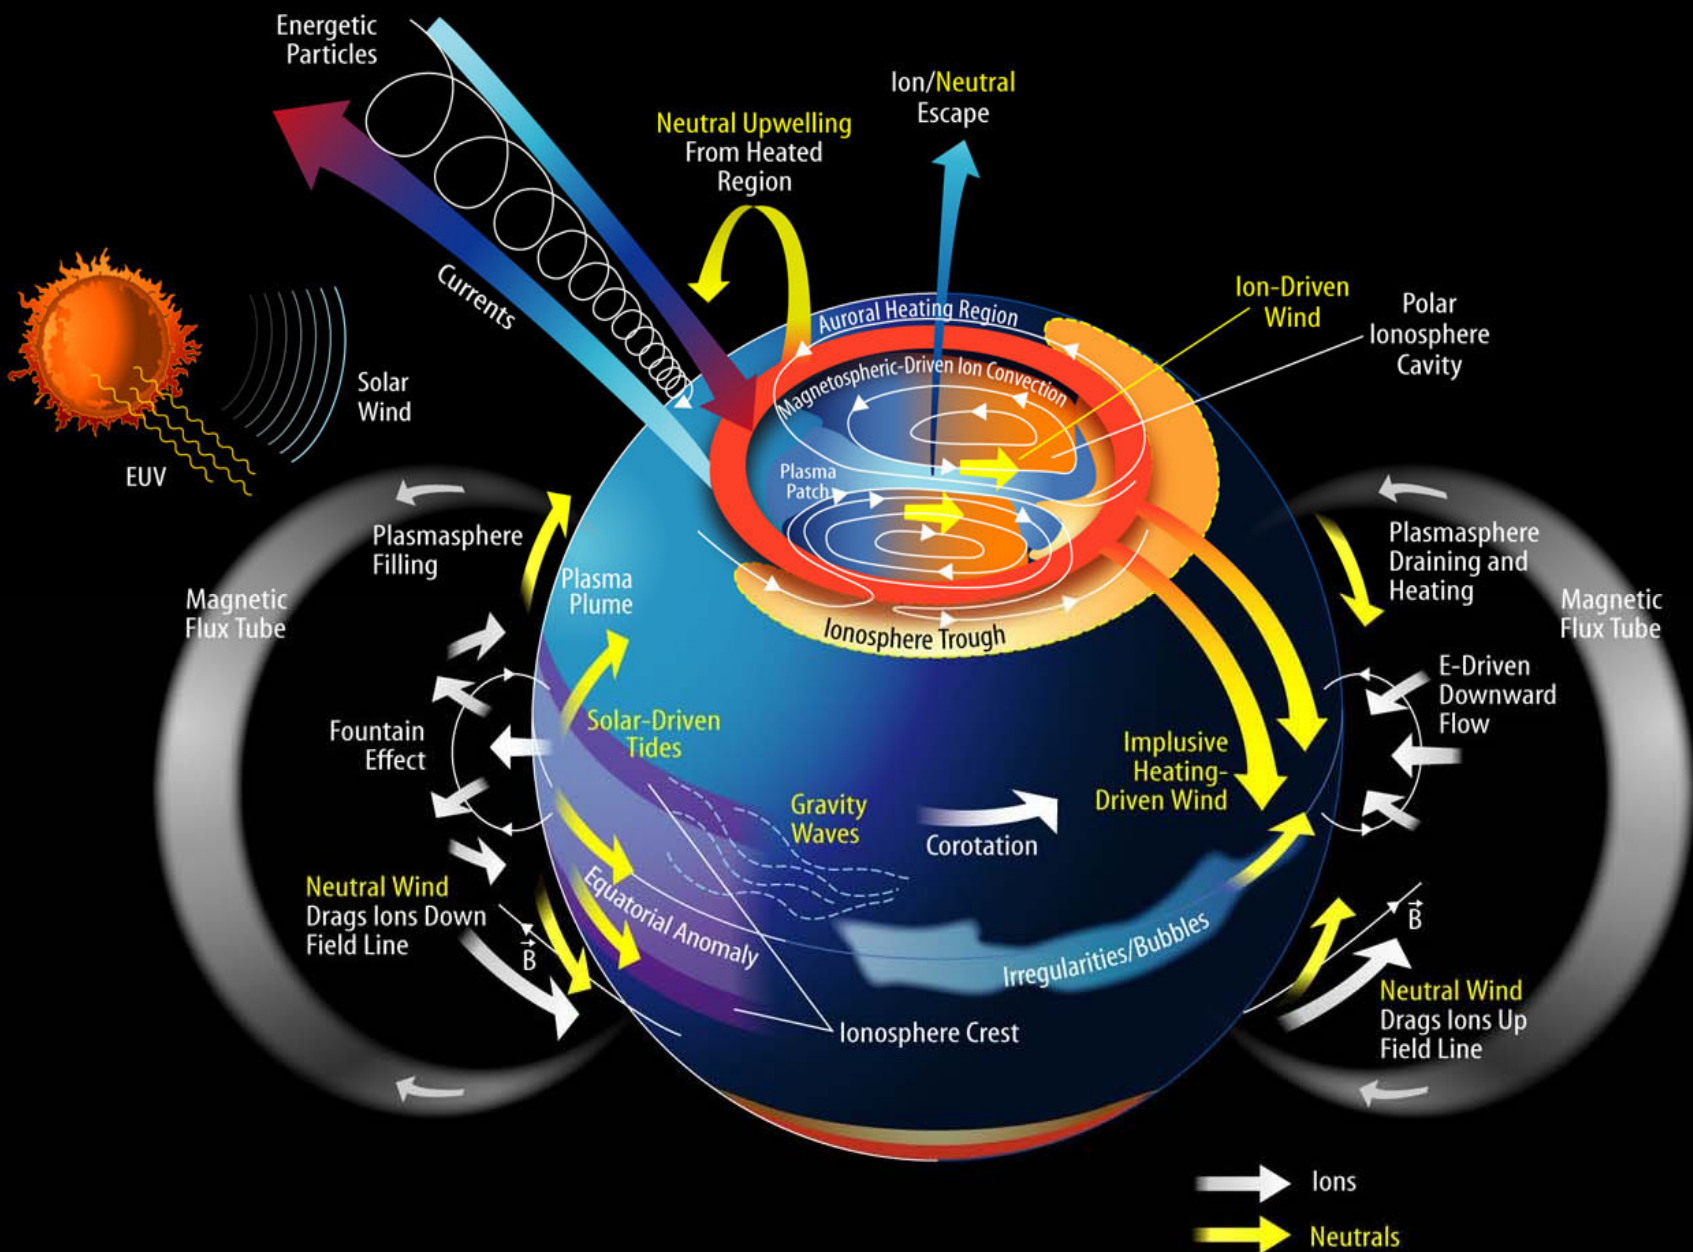 Energetic
Particles
Ion/Neutral
Escape
Neutral Upwelling
From Heated
Region
Currents
Solar
Wind
EUV
Auroral Heating Region
Ion-Driven
Wind
Polar
Ionosphere
Cavity
Magnetospheric-Driven Ion Convection
Plasma
Patch
Plasmasphere
Filling
Magnetic
Flux Tube
Plasma
Plume
Ionosphere Trough
Plasmasphere
Draining and
Heating
Magnetic
Flux Tube
Fountain
Effect
Solar-Driven
Tides
E-Driven
Downward
Flow
Implusive
Heating-
Driven Wind
Gravity
Waves
Corotation
Neutral Wind
Drags Ions Down
Field Line
B
Equatorial Anomaly
Irregularities/Bubbles
B
Neutral Wind
Drags Ions Up
Field Line
Ionosphere Crest
Ions
Neutrals